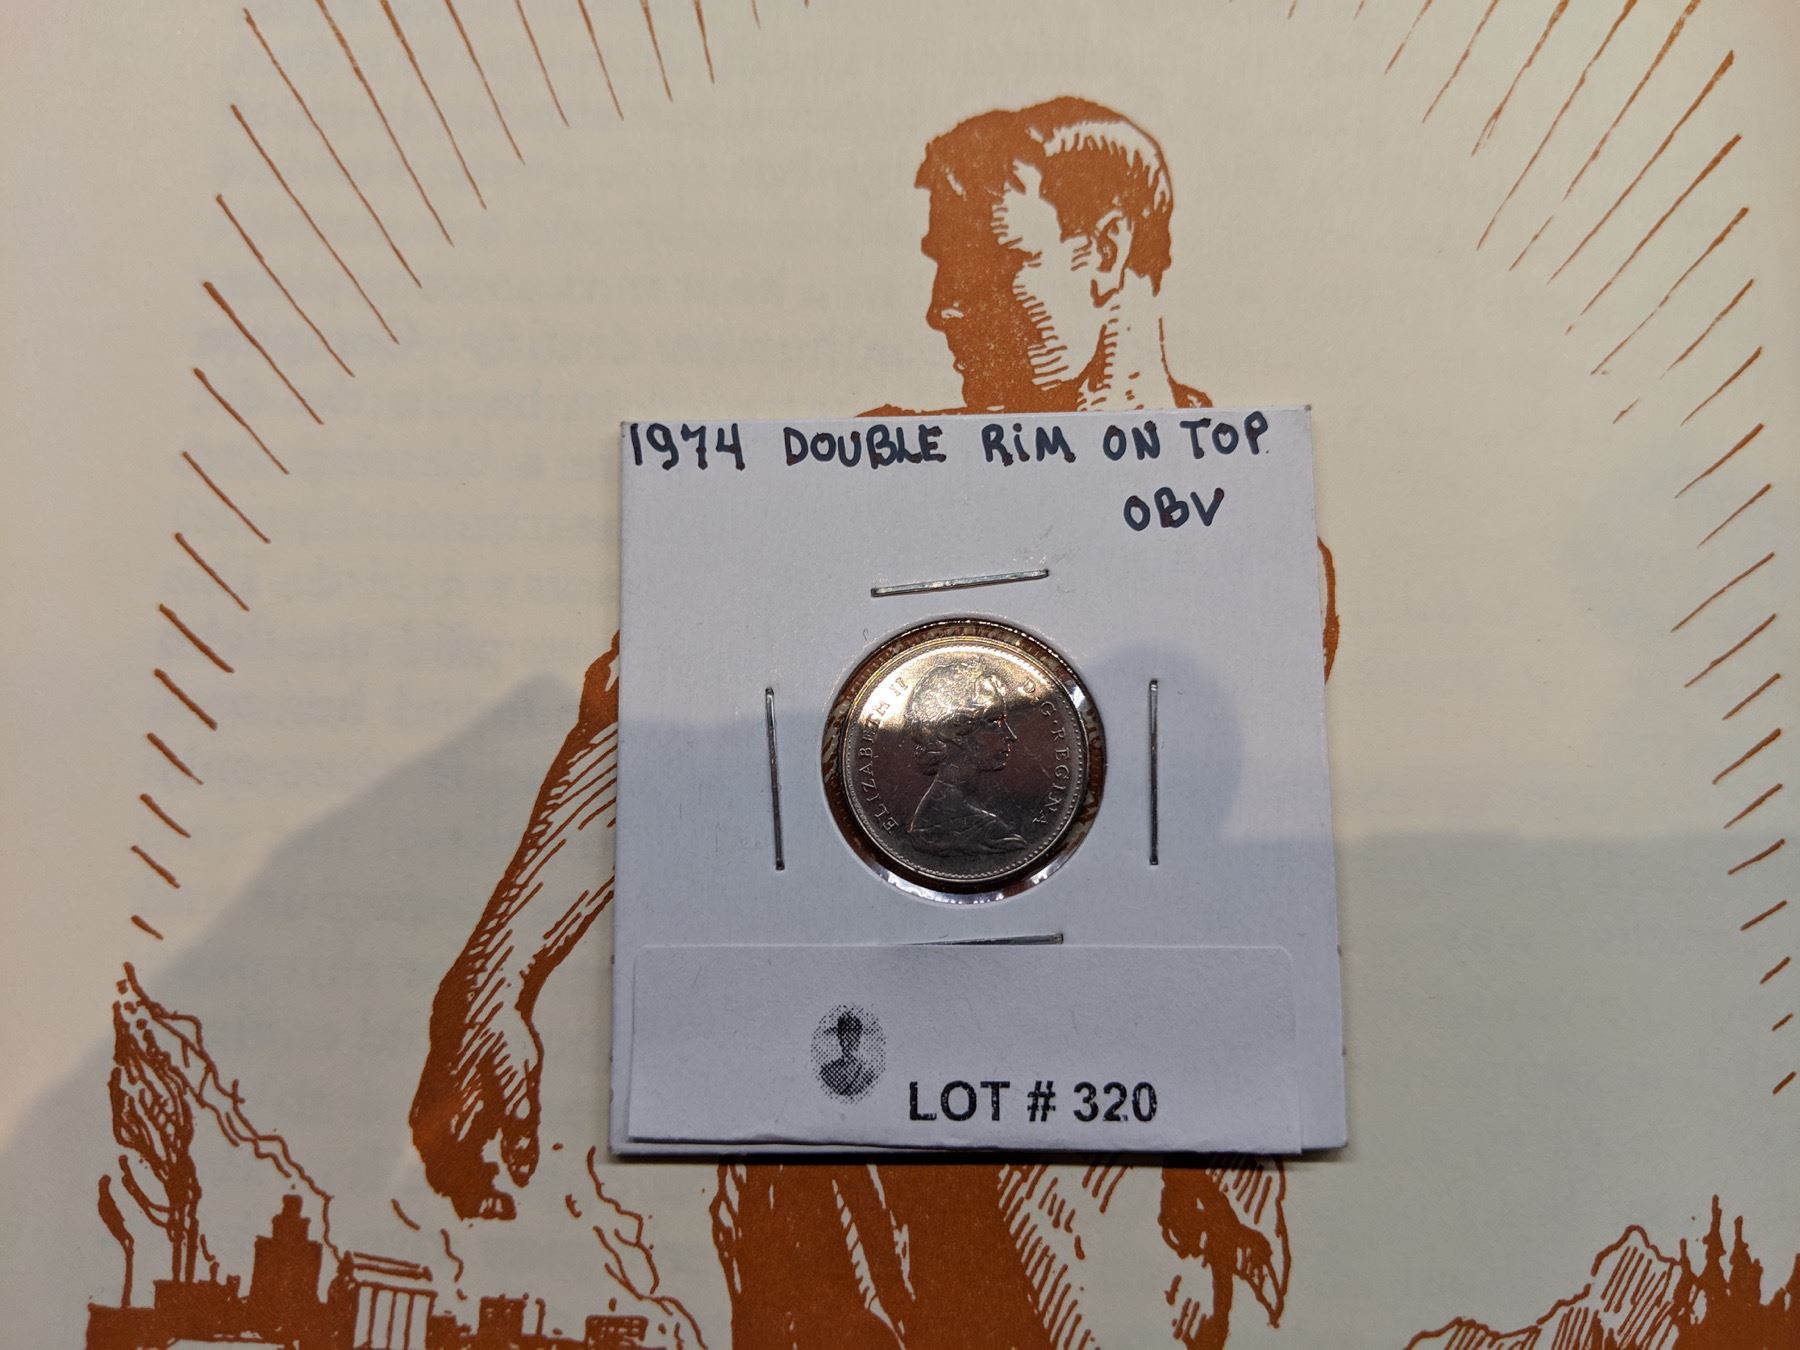 1974 DOUBLE RiM ON TOP
OBV
ELIZABETH II D·G·REGINA
LOT # 320